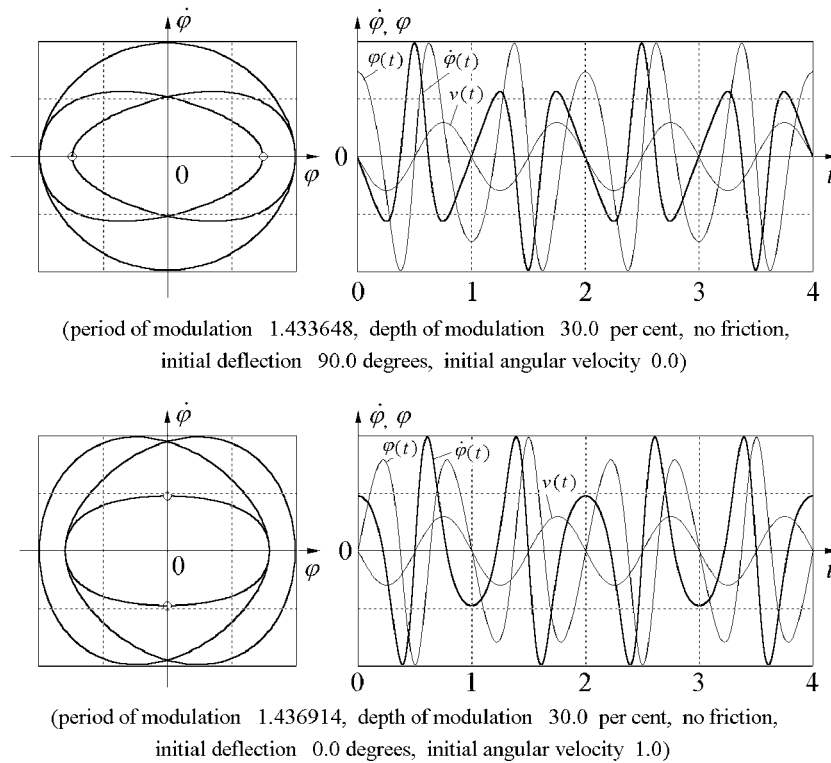 φ̇
φ̇, φ
φ(t)
φ̇(t)
v(t)
0
0
φ
t
0 1 2 3 4
(period of modulation 1.433648, depth of modulation 30.0 per cent, no friction,
initial deflection 90.0 degrees, initial angular velocity 0.0)
φ̇
φ̇, φ
φ(t)
φ̇(t)
v(t)
0
0
φ
t
0 1 2 3 4
(period of modulation 1.436914, depth of modulation 30.0 per cent, no friction,
initial deflection 0.0 degrees, initial angular velocity 1.0)